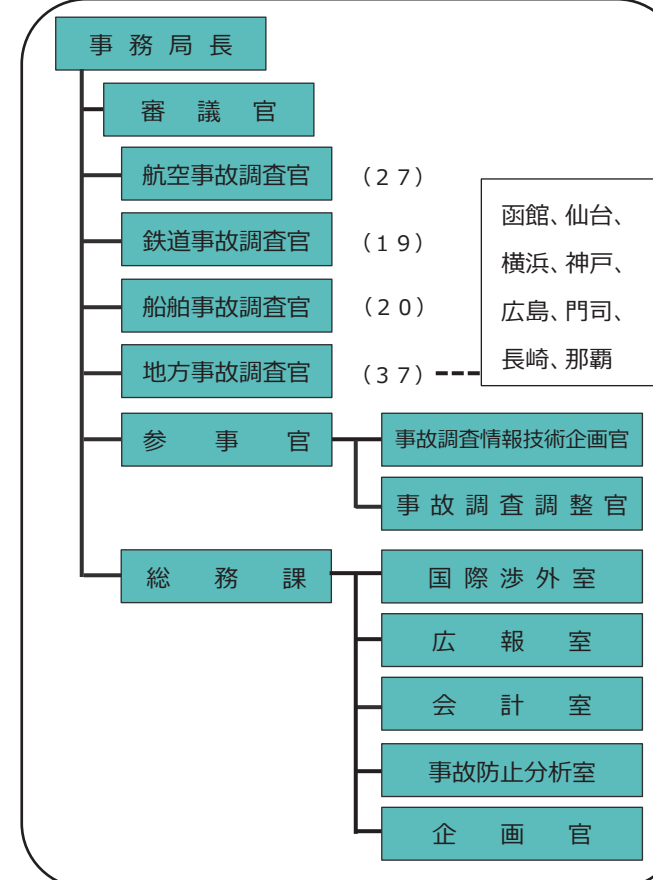 事務局長
審議官
航空事故調査官 (27)
鉄道事故調査官 (19)
船舶事故調査官 (20)
地方事故調査官 (37)
函館、仙台、
横浜、神戸、
広島、門司、
長崎、那覇
参事官
事故調査情報技術企画官
事故調査調整官
総務課
国際渉外室
広報室
会計室
事故防止分析室
企画官